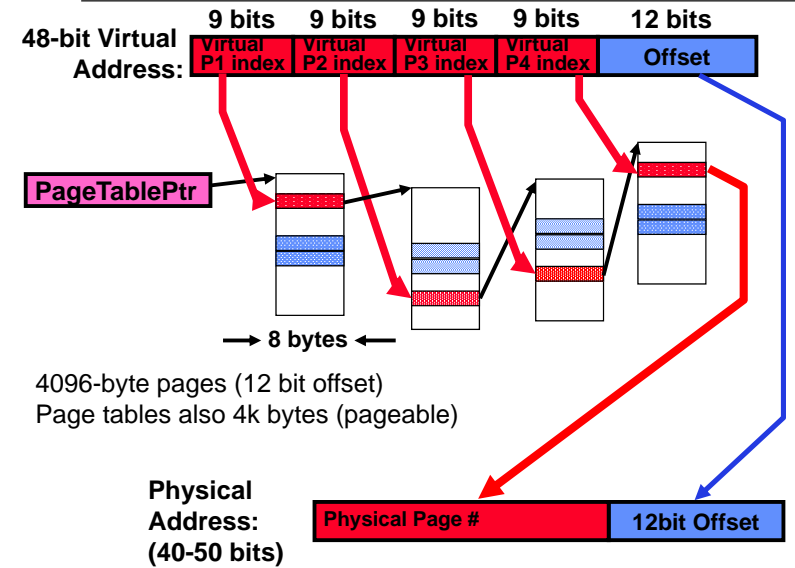 9 bits 9 bits 9 bits 9 bits 12 bits
48-bit Virtual
Address:
Virtual
P1 index
Virtual
P2 index
Virtual
P3 index
Virtual
P4 index
Offset
PageTablePtr
8 bytes
4096-byte pages (12 bit offset)
Page tables also 4k bytes (pageable)
Physical
Address:
(40-50 bits)
Physical Page #
12bit Offset